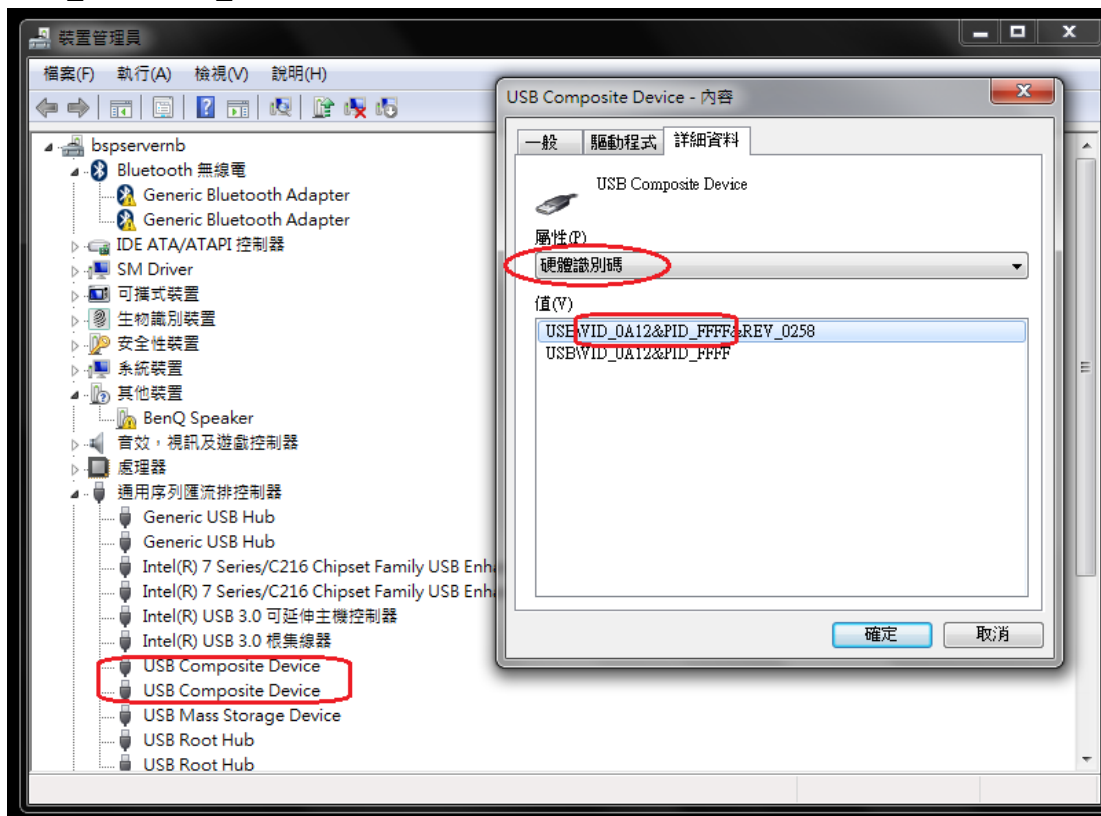 裝置管理員
檔案(F) 執行(A) 檢視(V) 說明(H)
bspservernb
Bluetooth 無線電
Generic Bluetooth Adapter
Generic Bluetooth Adapter
IDE ATA/ATAPI 控制器
SM Driver
可攜式裝置
生物識別裝置
安全性裝置
系統裝置
其他裝置
BenQ Speaker
音效，視訊及遊戲控制器
處理器
通用序列匯流排控制器
Generic USB Hub
Generic USB Hub
Intel(R) 7 Series/C216 Chipset Family USB Enh
Intel(R) 7 Series/C216 Chipset Family USB Enh
Intel(R) USB 3.0 可延伸主機控制器
Intel(R) USB 3.0 根集線器
USB Composite Device
USB Composite Device
USB Mass Storage Device
USB Root Hub
USB Root Hub
USB Composite Device - 內容
一般 驅動程式 詳細資料
USB Composite Device
屬性(P)
硬體識別碼
值(V)
USB\VID_0A12&PID_FFFF&REV_0258
USB\VID_0A12&PID_FFFF
確定 取消